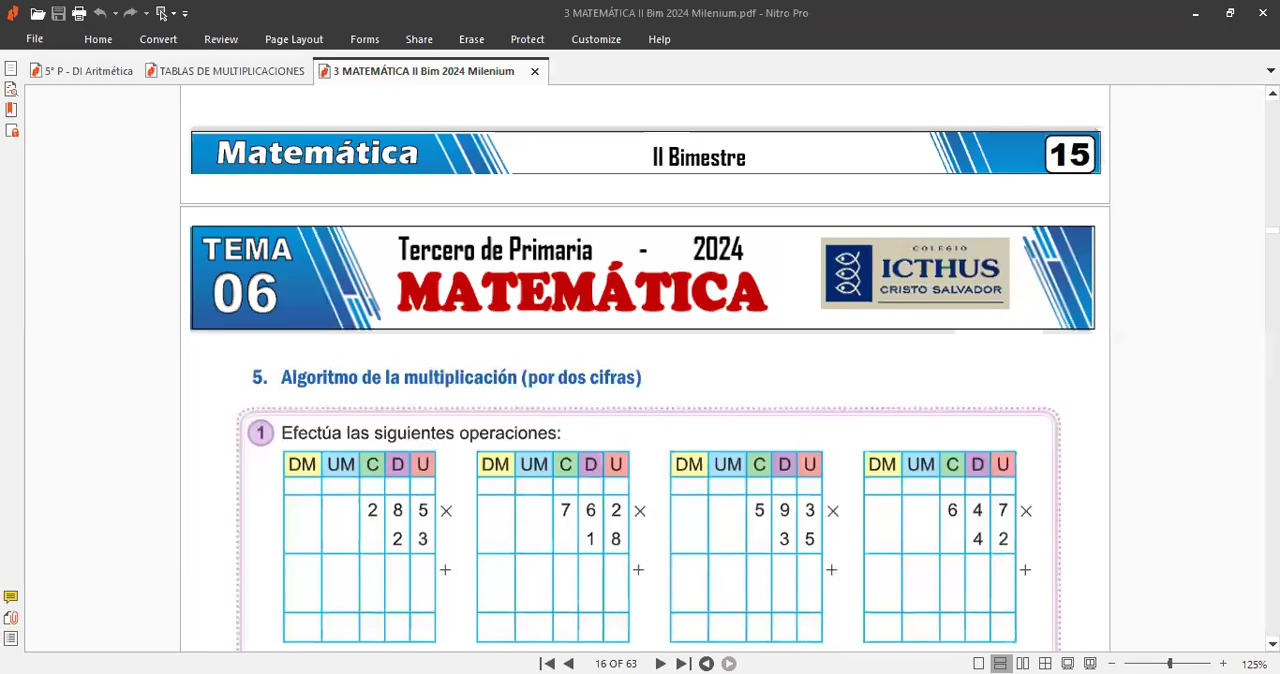 3 MATEMÁTICA II Bim 2024 Milenium.pdf - Nitro Pro
File Home Convert Review Page Layout Forms Share Erase Protect Customize Help
5° P - DI Aritmética TABLAS DE MULTIPLICACIONES 3 MATEMÁTICA II Bim 2024 Milenium
Matemática II Bimestre 15
TEMA
06
Tercero de Primaria - 2024
MATEMÁTICA
COLEGIO
ICTHUS
CRISTO SALVADOR
5. Algoritmo de la multiplicación (por dos cifras)
1 Efectúa las siguientes operaciones:
DM UM C D U DM UM C D U DM UM C D U DM UM C D U
2 8 5 × 7 6 2 × 5 9 3 × 6 4 7 ×
2 3 1 8 3 5 4 2
+ + + +
16 OF 63 125%